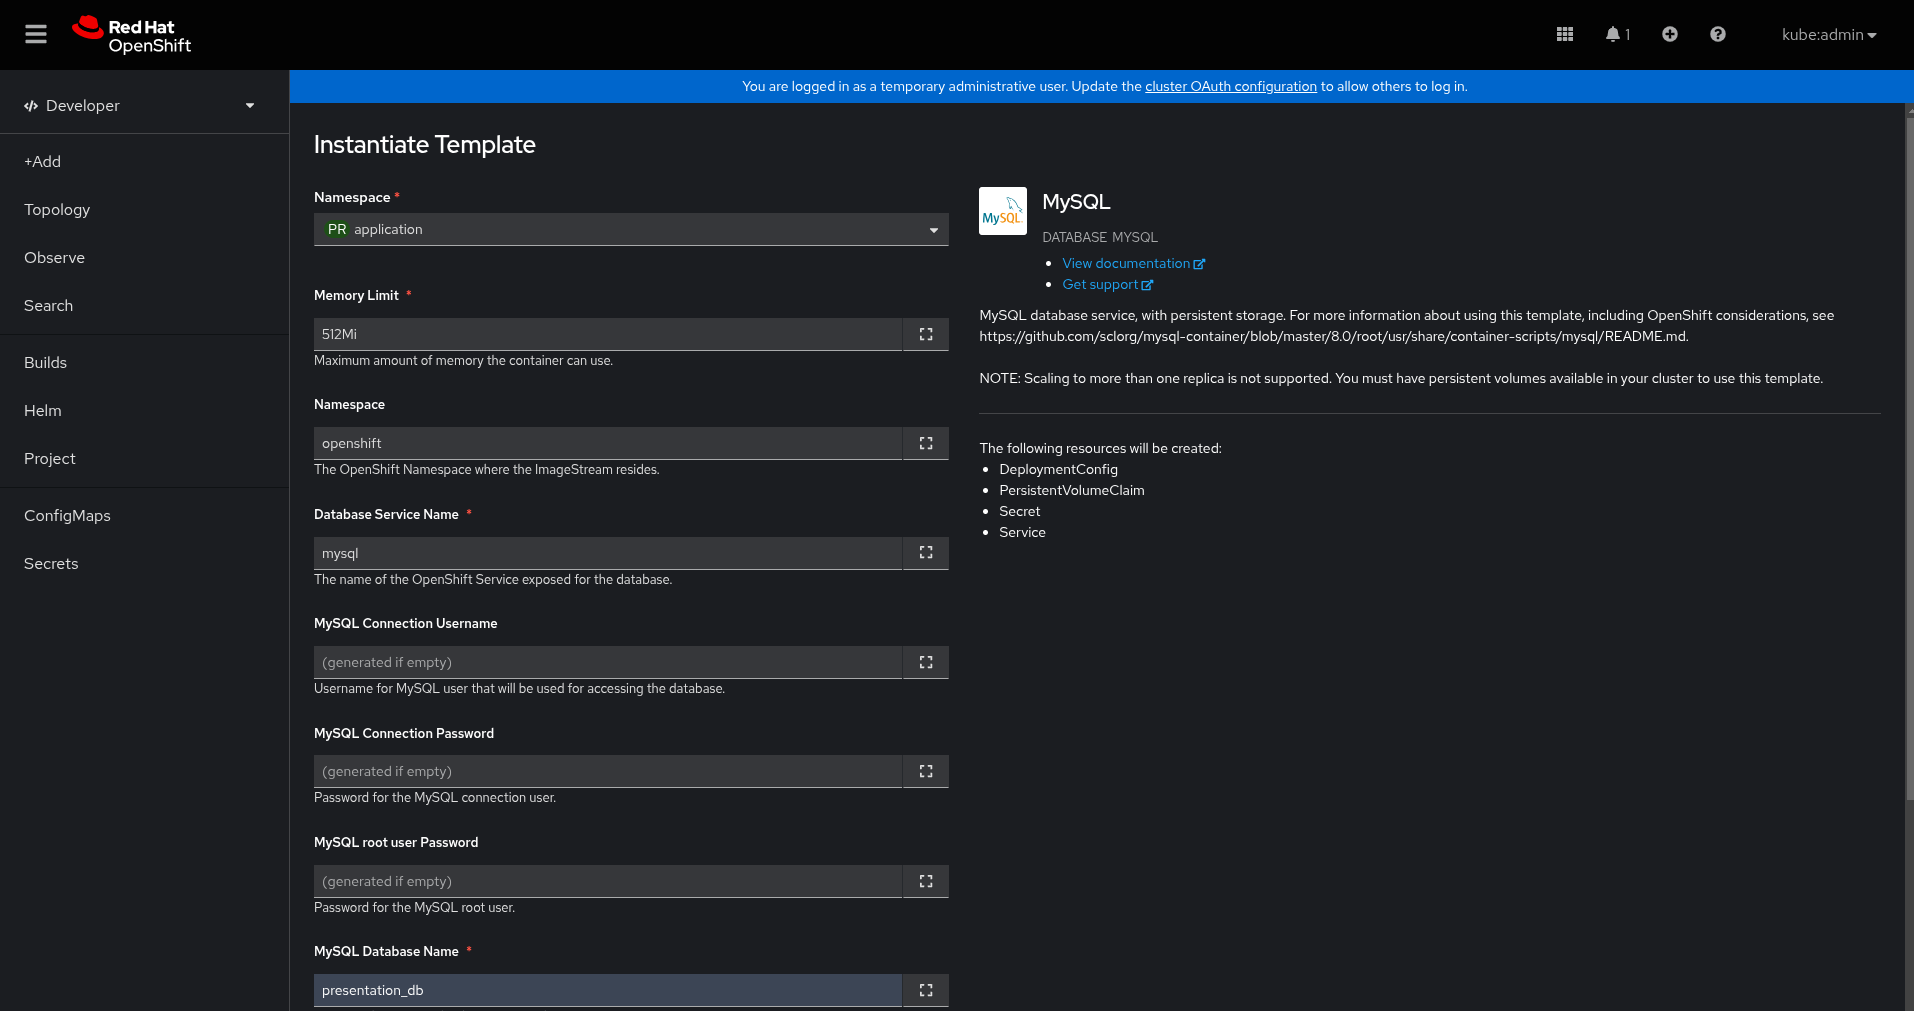 Red Hat
OpenShift
1
kube:admin
You are logged in as a temporary administrative user. Update the cluster OAuth configuration to allow others to log in.
Developer
+Add
Topology
Observe
Search
Builds
Helm
Project
ConfigMaps
Secrets
Instantiate Template
Namespace *
PR application
Memory Limit *
512Mi
Maximum amount of memory the container can use.
Namespace
openshift
The OpenShift Namespace where the ImageStream resides.
Database Service Name *
mysql
The name of the OpenShift Service exposed for the database.
MySQL Connection Username
(generated if empty)
Username for MySQL user that will be used for accessing the database.
MySQL Connection Password
(generated if empty)
Password for the MySQL connection user.
MySQL root user Password
(generated if empty)
Password for the MySQL root user.
MySQL Database Name *
presentation_db
MySQL
MySQL
DATABASE MYSQL
View documentation
Get support
MySQL database service, with persistent storage. For more information about using this template, including OpenShift considerations, see
https://github.com/sclorg/mysql-container/blob/master/8.0/root/usr/share/container-scripts/mysql/README.md.
NOTE: Scaling to more than one replica is not supported. You must have persistent volumes available in your cluster to use this template.
The following resources will be created:
DeploymentConfig
PersistentVolumeClaim
Secret
Service